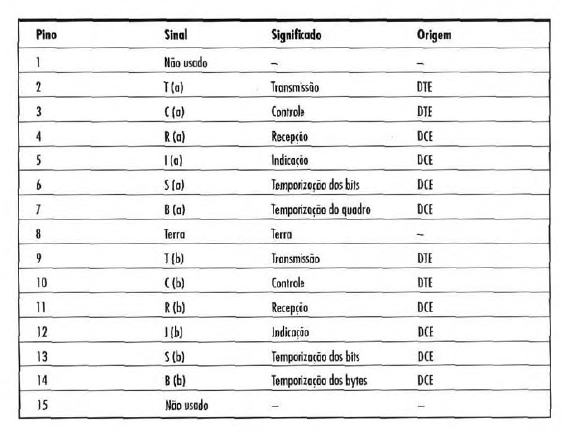 Pino Sinal Significado Origem
1 Não usado – –
2 T (a) Transmissão DTE
3 C (a) Controle DTE
4 R (a) Recepção DCE
5 I (a) Indicação DCE
6 S (a) Temporização dos bits DCE
7 B (a) Temporização do quadro DCE
8 Terra Terra –
9 T (b) Transmissão DTE
10 C (b) Controle DTE
11 R (b) Recepção DCE
12 I (b) Indicação DCE
13 S (b) Temporização dos bits DCE
14 B (b) Temporização dos bytes DCE
15 Não usado – –